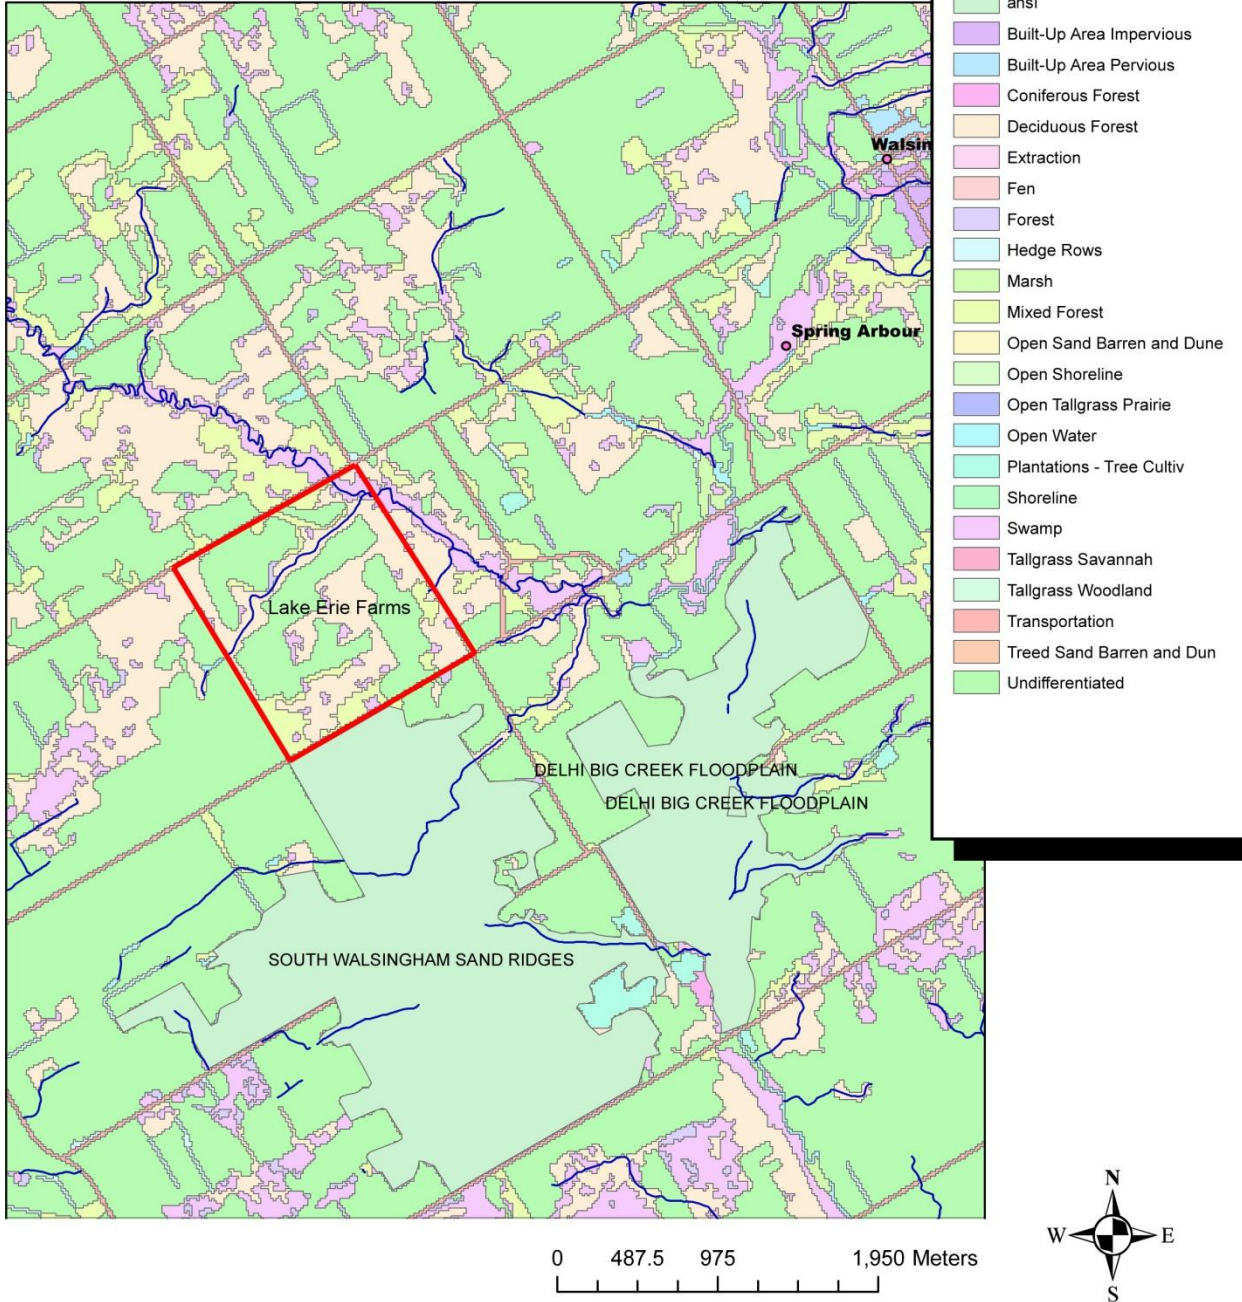 ansi
Built-Up Area Impervious
Built-Up Area Pervious
Coniferous Forest
Deciduous Forest
Extraction
Fen
Forest
Hedge Rows
Marsh
Mixed Forest
Open Sand Barren and Dune
Open Shoreline
Open Tallgrass Prairie
Open Water
Plantations - Tree Cultiv
Shoreline
Swamp
Tallgrass Savannah
Tallgrass Woodland
Transportation
Treed Sand Barren and Dun
Undifferentiated
Walsin
Spring Arbour
Lake Erie Farms
DELHI BIG CREEK FLOODPLAIN
DELHI BIG CREEK FLOODPLAIN
SOUTH WALSINGHAM SAND RIDGES
N
W E
S
0 487.5 975 1,950 Meters